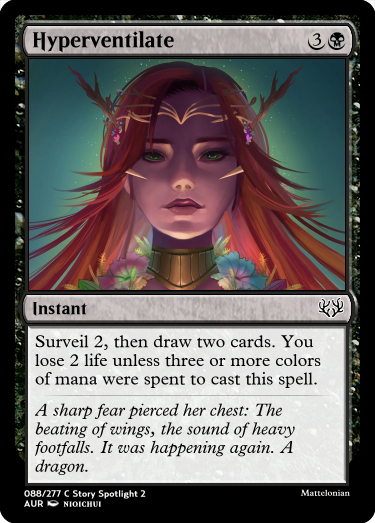 Hyperventilate 3
Instant
Surveil 2, then draw two cards. You
lose 2 life unless three or more colors
of mana were spent to cast this spell.
A sharp fear pierced her chest: The
beating of wings, the sound of heavy
footfalls. It was happening again. A
dragon.
088/277 C Story Spotlight 2
Mattelonian
AUR NIOICHUI